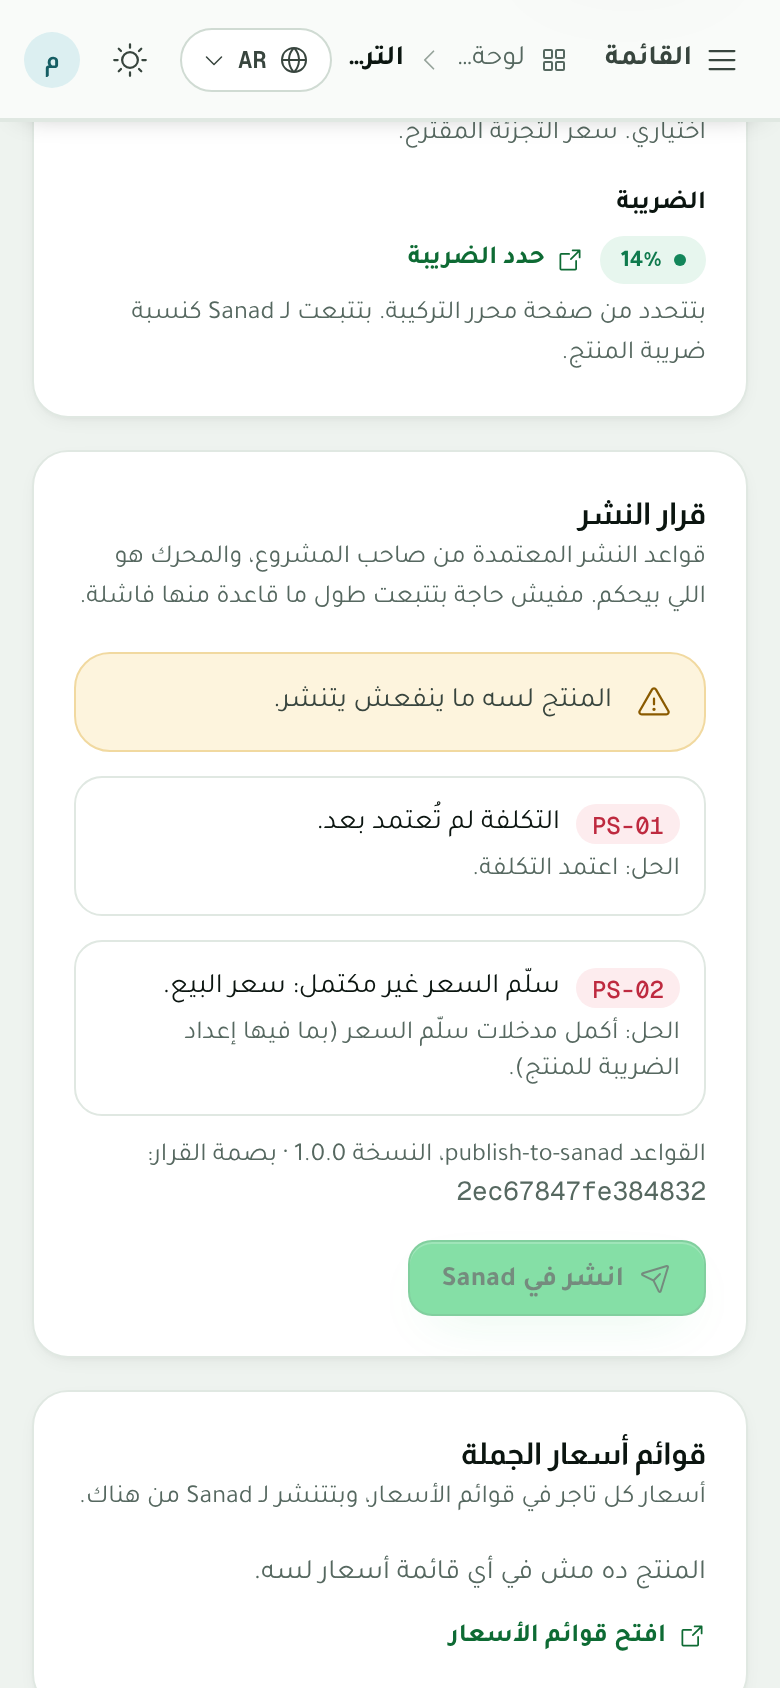 القائمة
لوحة...
التر...
AR
م
اختياري. سعر التجزئة المقترح.
الضريبة
14%
حدد الضريبة
بتتحدد من صفحة محرر التركيبة. بتتبعت لـ Sanad كنسبة
ضريبة المنتج.
قرار النشر
قواعد النشر المعتمدة من صاحب المشروع، والمحرك هو
اللي بيحكم. مفيش حاجة بتتبعت طول ما قاعدة منها فاشلة.
المنتج لسه ما ينفعش يتنشر.
PS-01 التكلفة لم تُعتمد بعد.
الحل: اعتمد التكلفة.
PS-02 سلّم السعر غير مكتمل: سعر البيع.
الحل: أكمل مدخلات سلّم السعر (بما فيها إعداد
الضريبة للمنتج).
القواعد publish-to-sanad، النسخة 1.0.0 · بصمة القرار:
2ec67847fe384832
انشر في Sanad
قوائم أسعار الجملة
أسعار كل تاجر في قوائم الأسعار، وبتتنشر لـ Sanad من هناك.
المنتج ده مش في أي قائمة أسعار لسه.
افتح قوائم الأسعار